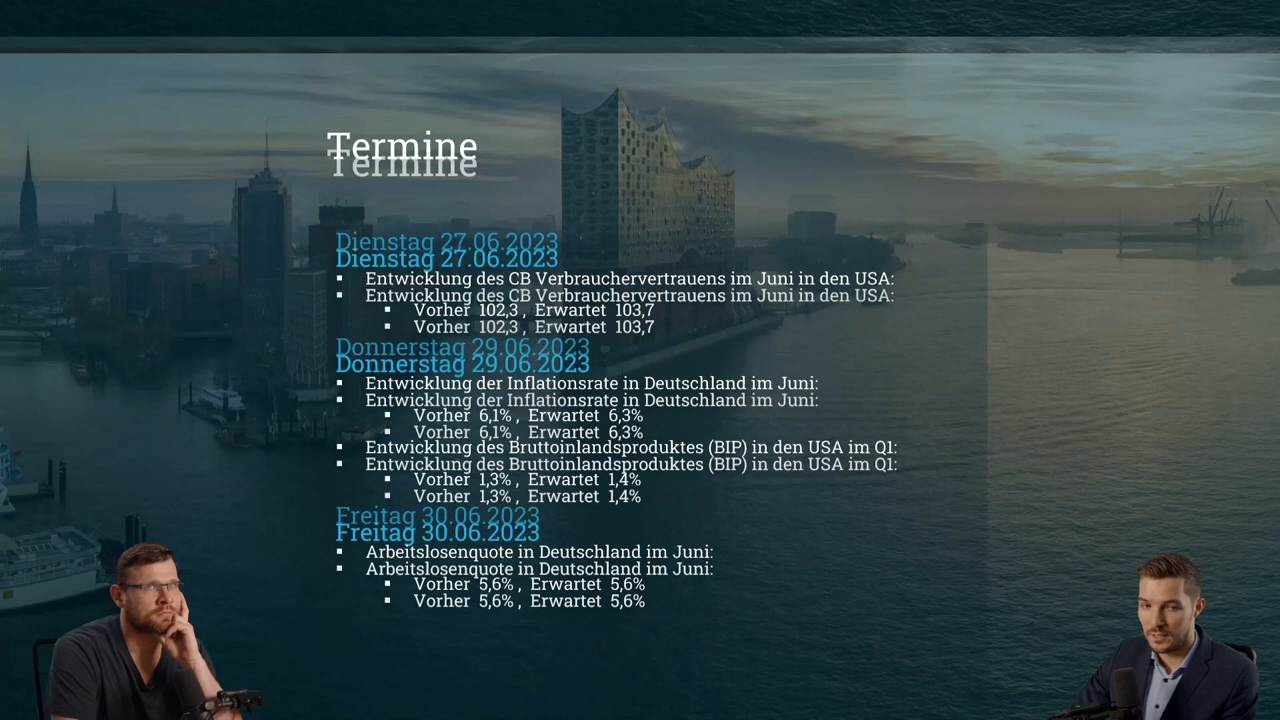 Termine
Termine
Dienstag 27.06.2023
Dienstag 27.06.2023
▪ Entwicklung des CB Verbrauchervertrauens im Juni in den USA:
▪ Entwicklung des CB Verbrauchervertrauens im Juni in den USA:
▪ Vorher 102,3 , Erwartet 103,7
▪ Vorher 102,3 , Erwartet 103,7
Donnerstag 29.06.2023
Donnerstag 29.06.2023
▪ Entwicklung der Inflationsrate in Deutschland im Juni:
▪ Entwicklung der Inflationsrate in Deutschland im Juni:
▪ Vorher 6,1% , Erwartet 6,3%
▪ Vorher 6,1% , Erwartet 6,3%
▪ Entwicklung des Bruttoinlandsproduktes (BIP) in den USA im Q1:
▪ Entwicklung des Bruttoinlandsproduktes (BIP) in den USA im Q1:
▪ Vorher 1,3% , Erwartet 1,4%
▪ Vorher 1,3% , Erwartet 1,4%
Freitag 30.06.2023
Freitag 30.06.2023
▪ Arbeitslosenquote in Deutschland im Juni:
▪ Arbeitslosenquote in Deutschland im Juni:
▪ Vorher 5,6% , Erwartet 5,6%
▪ Vorher 5,6% , Erwartet 5,6%